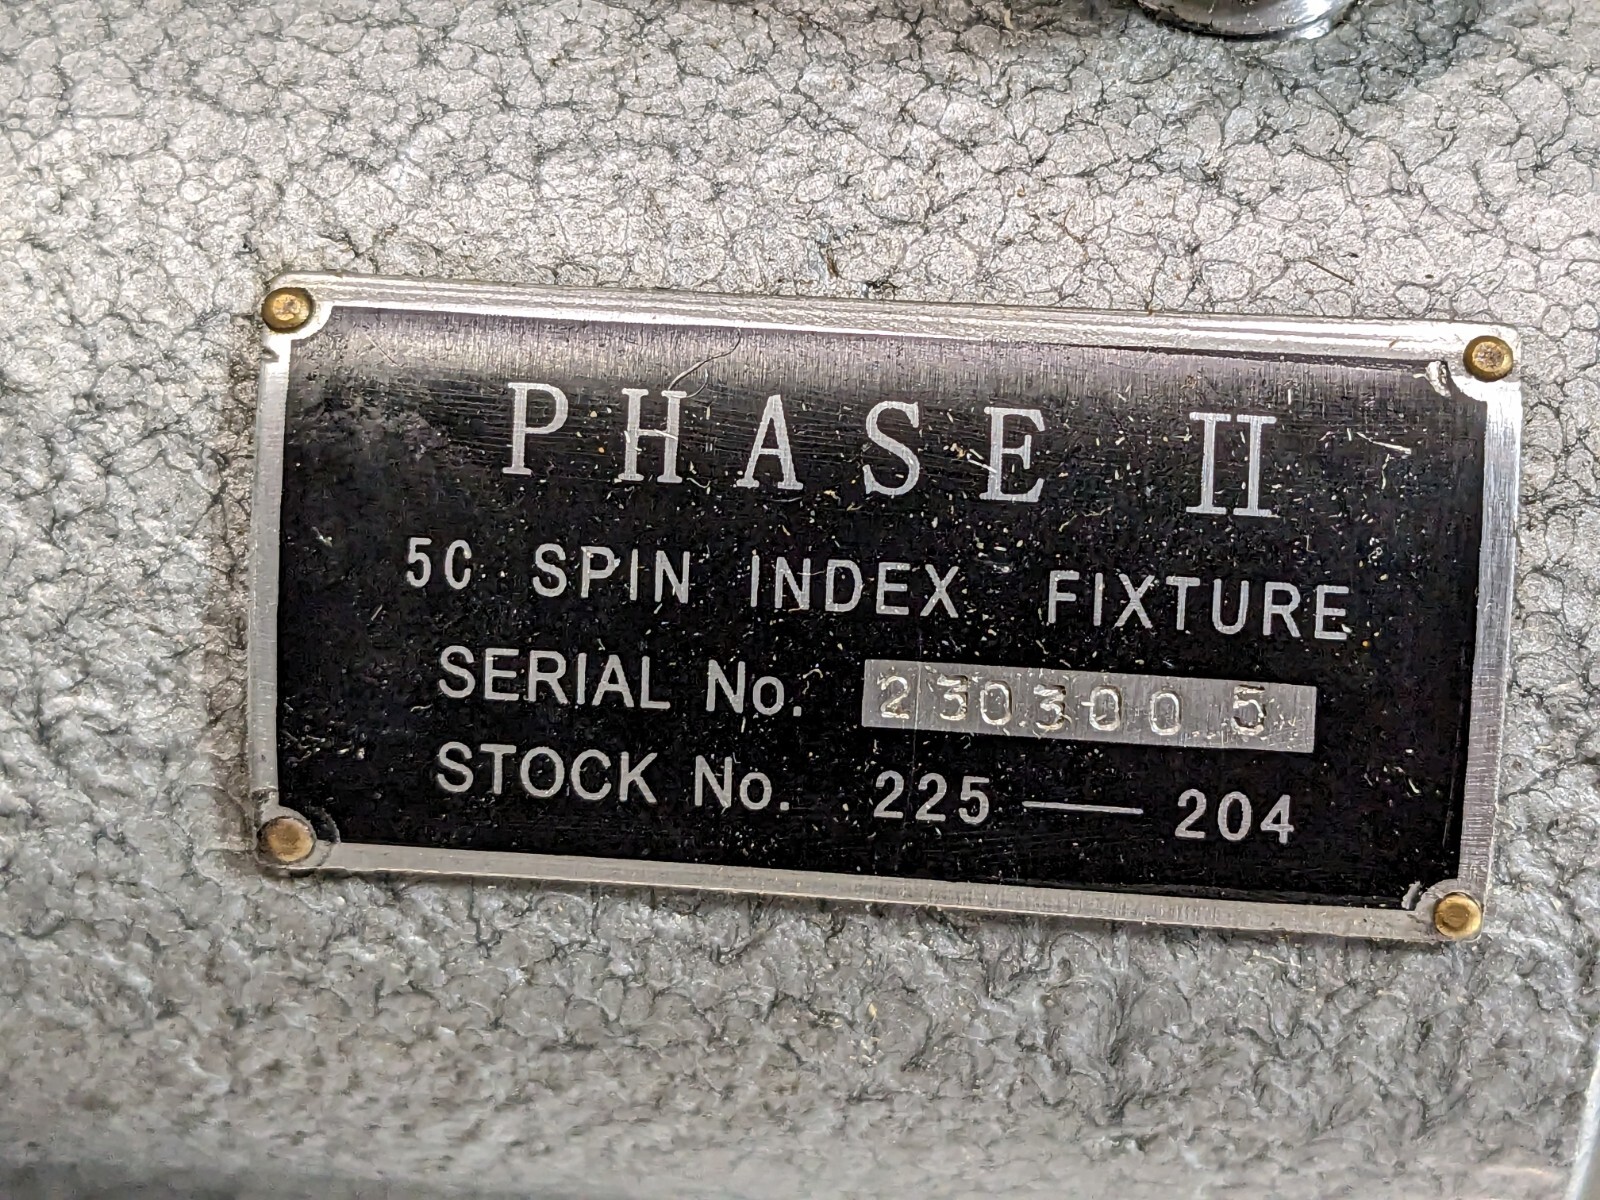 PHASE II
5C SPIN INDEX FIXTURE
SERIAL No. 2303005
STOCK No. 225 — 204